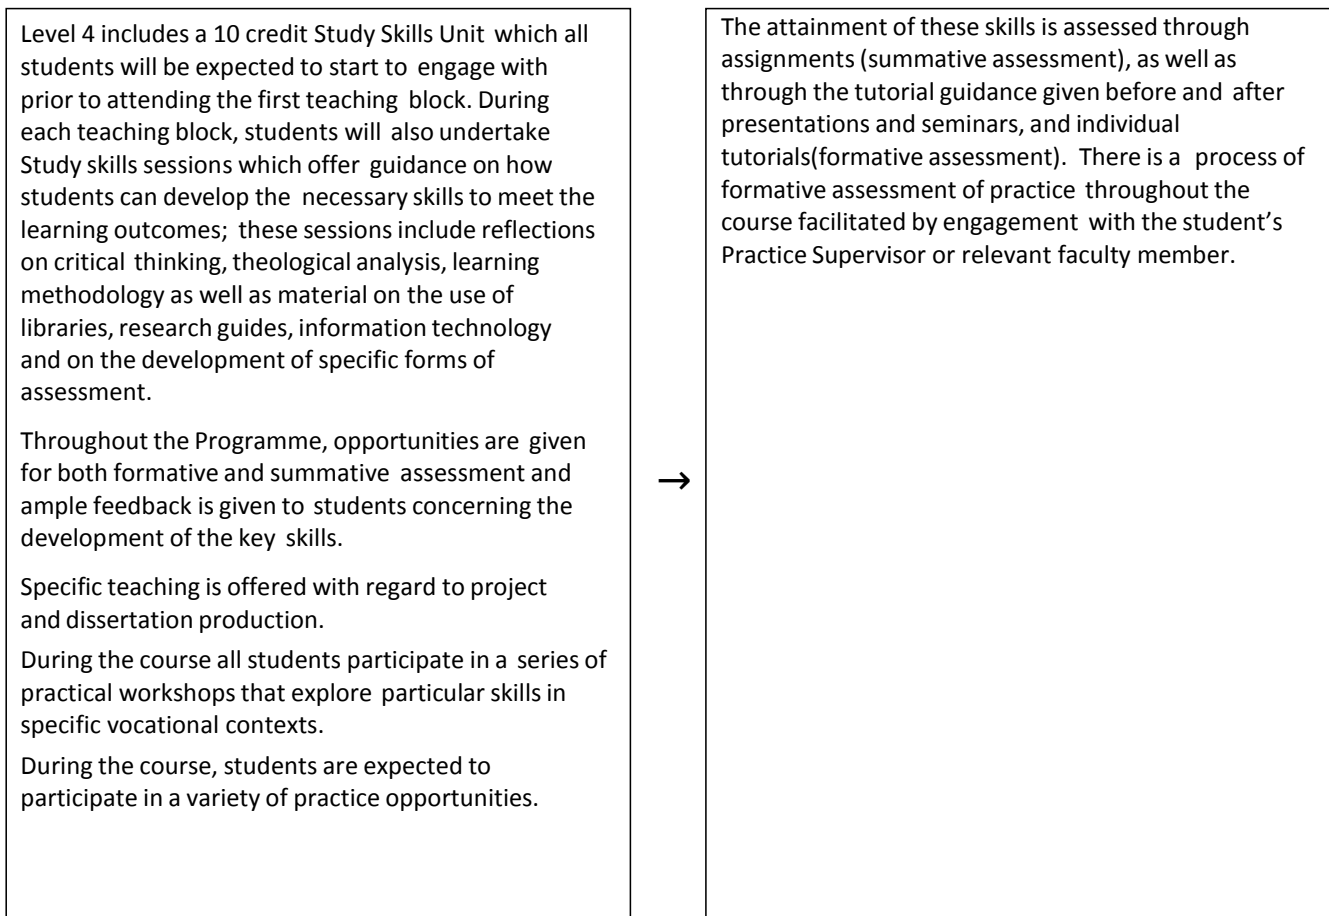 Level 4 includes a 10 credit Study Skills Unit which all
students will be expected to start to engage with
prior to attending the first teaching block. During
each teaching block, students will also undertake
Study skills sessions which offer guidance on how
students can develop the necessary skills to meet the
learning outcomes; these sessions include reflections
on critical thinking, theological analysis, learning
methodology as well as material on the use of
libraries, research guides, information technology
and on the development of specific forms of
assessment.
Throughout the Programme, opportunities are given
for both formative and summative assessment and
ample feedback is given to students concerning the
development of the key skills.
Specific teaching is offered with regard to project
and dissertation production.
During the course all students participate in a series of
practical workshops that explore particular skills in
specific vocational contexts.
During the course, students are expected to
participate in a variety of practice opportunities.
→
The attainment of these skills is assessed through
assignments (summative assessment), as well as
through the tutorial guidance given before and after
presentations and seminars, and individual
tutorials(formative assessment). There is a process of
formative assessment of practice throughout the
course facilitated by engagement with the student’s
Practice Supervisor or relevant faculty member.